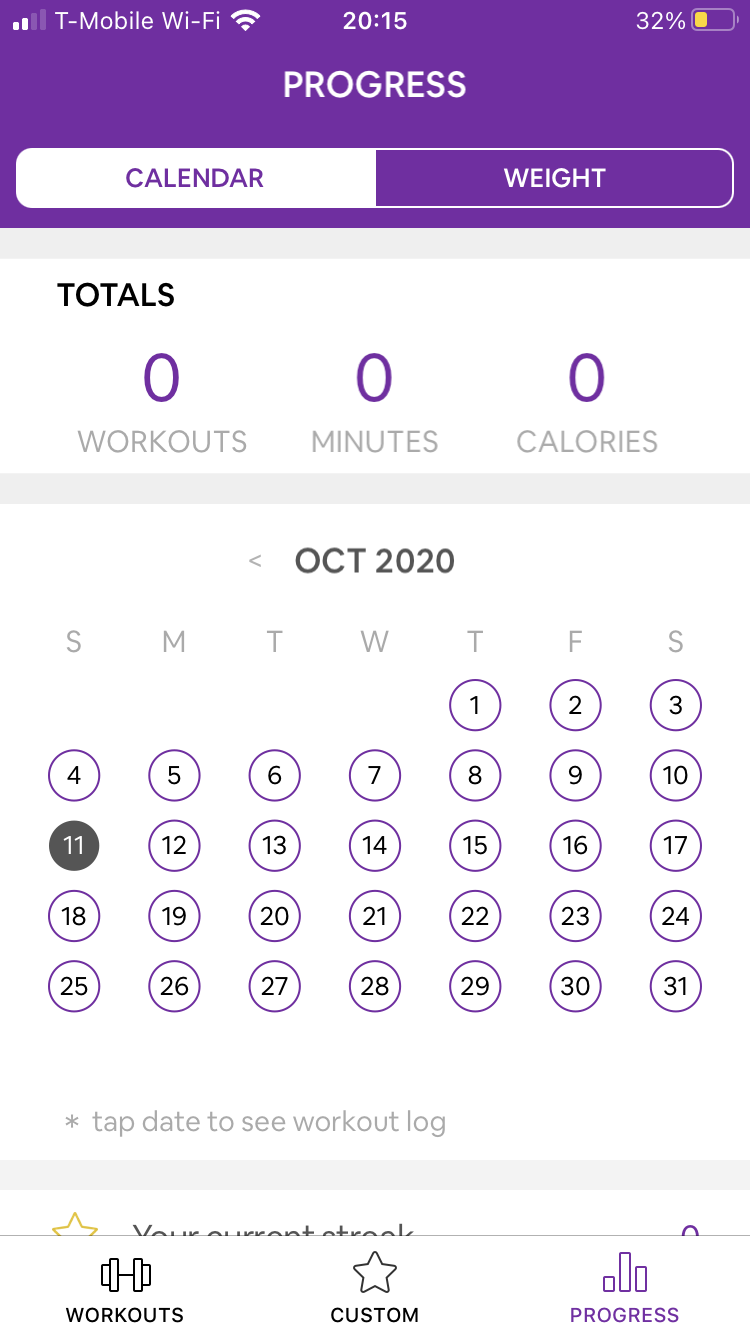 T-Mobile Wi-Fi 20:15 32%
PROGRESS
CALENDAR WEIGHT
TOTALS
0 0 0
WORKOUTS MINUTES CALORIES
< OCT 2020
S M T W T F S
1 2 3
4 5 6 7 8 9 10
11 12 13 14 15 16 17
18 19 20 21 22 23 24
25 26 27 28 29 30 31
* tap date to see workout log
Your current streak 0
WORKOUTS CUSTOM PROGRESS